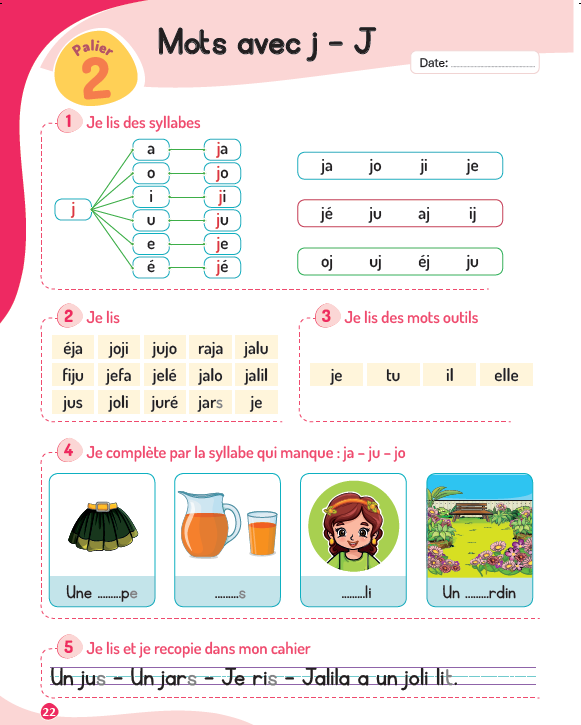 Palier 2
Mots avec j – J
Date: ........................................
1 Je lis des syllabes
j
a ja
o jo
i ji
u ju
e je
é jé
ja jo ji je
jé ju aj ij
oj uj éj ju
2 Je lis
éja joji jujo raja jalu
fiju jefa jelé jalo jalil
jus joli juré jars je
3 Je lis des mots outils
je tu il elle
4 Je complète par la syllabe qui manque : ja – ju – jo
Une .........pe
.........s
.........li
Un .........rdin
5 Je lis et je recopie dans mon cahier
Un jus – Un jars – Je ris – Jalila a un joli lit.
22